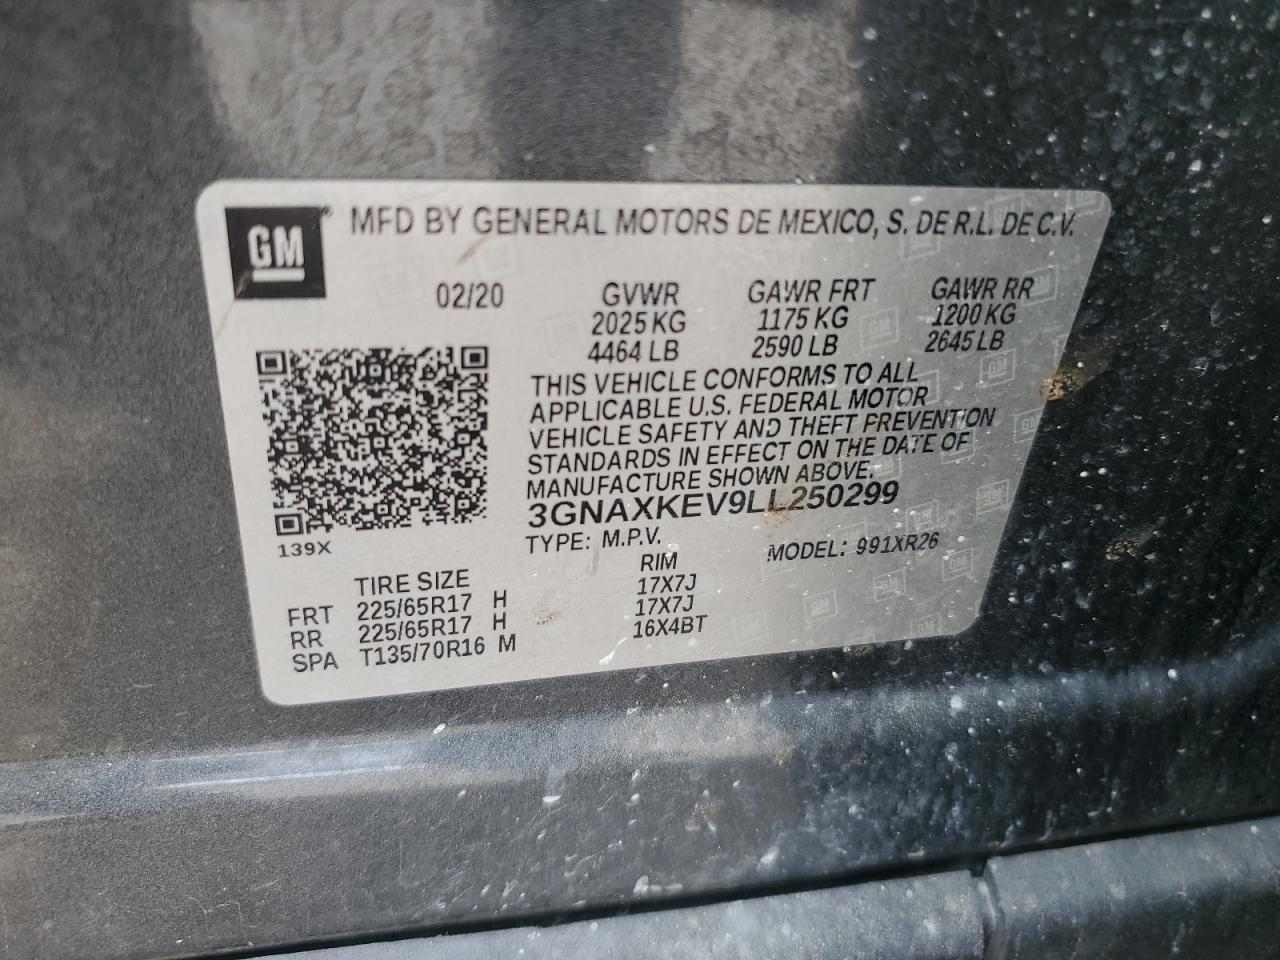 GM® MFD BY GENERAL MOTORS DE MEXICO, S. DE R.L. DE C.V.
02/20 GVWR GAWR FRT GAWR RR
2025 KG 1175 KG 1200 KG
4464 LB 2590 LB 2645 LB
THIS VEHICLE CONFORMS TO ALL
APPLICABLE U.S. FEDERAL MOTOR
VEHICLE SAFETY AND THEFT PREVENTION
STANDARDS IN EFFECT ON THE DATE OF
MANUFACTURE SHOWN ABOVE.
3GNAXKEV9LL250299
139X TYPE: M.P.V. MODEL: 991XR26
TIRE SIZE RIM
FRT 225/65R17 H 17X7J
RR 225/65R17 H 17X7J
SPA T135/70R16 M 16X4BT